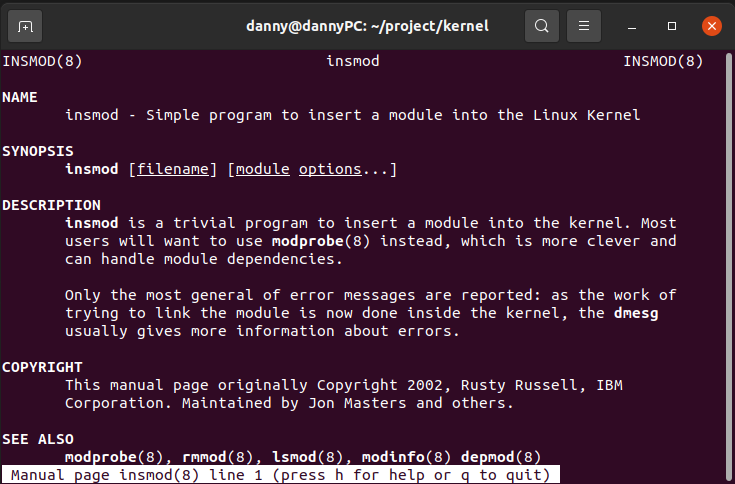 danny@dannyPC: ~/project/kernel
INSMOD(8) insmod INSMOD(8)
NAME
insmod - Simple program to insert a module into the Linux Kernel
SYNOPSIS
insmod [filename] [module options...]
DESCRIPTION
insmod is a trivial program to insert a module into the kernel. Most
users will want to use modprobe(8) instead, which is more clever and
can handle module dependencies.
Only the most general of error messages are reported: as the work of
trying to link the module is now done inside the kernel, the dmesg
usually gives more information about errors.
COPYRIGHT
This manual page originally Copyright 2002, Rusty Russell, IBM
Corporation. Maintained by Jon Masters and others.
SEE ALSO
modprobe(8), rmmod(8), lsmod(8), modinfo(8) depmod(8)
Manual page insmod(8) line 1 (press h for help or q to quit)